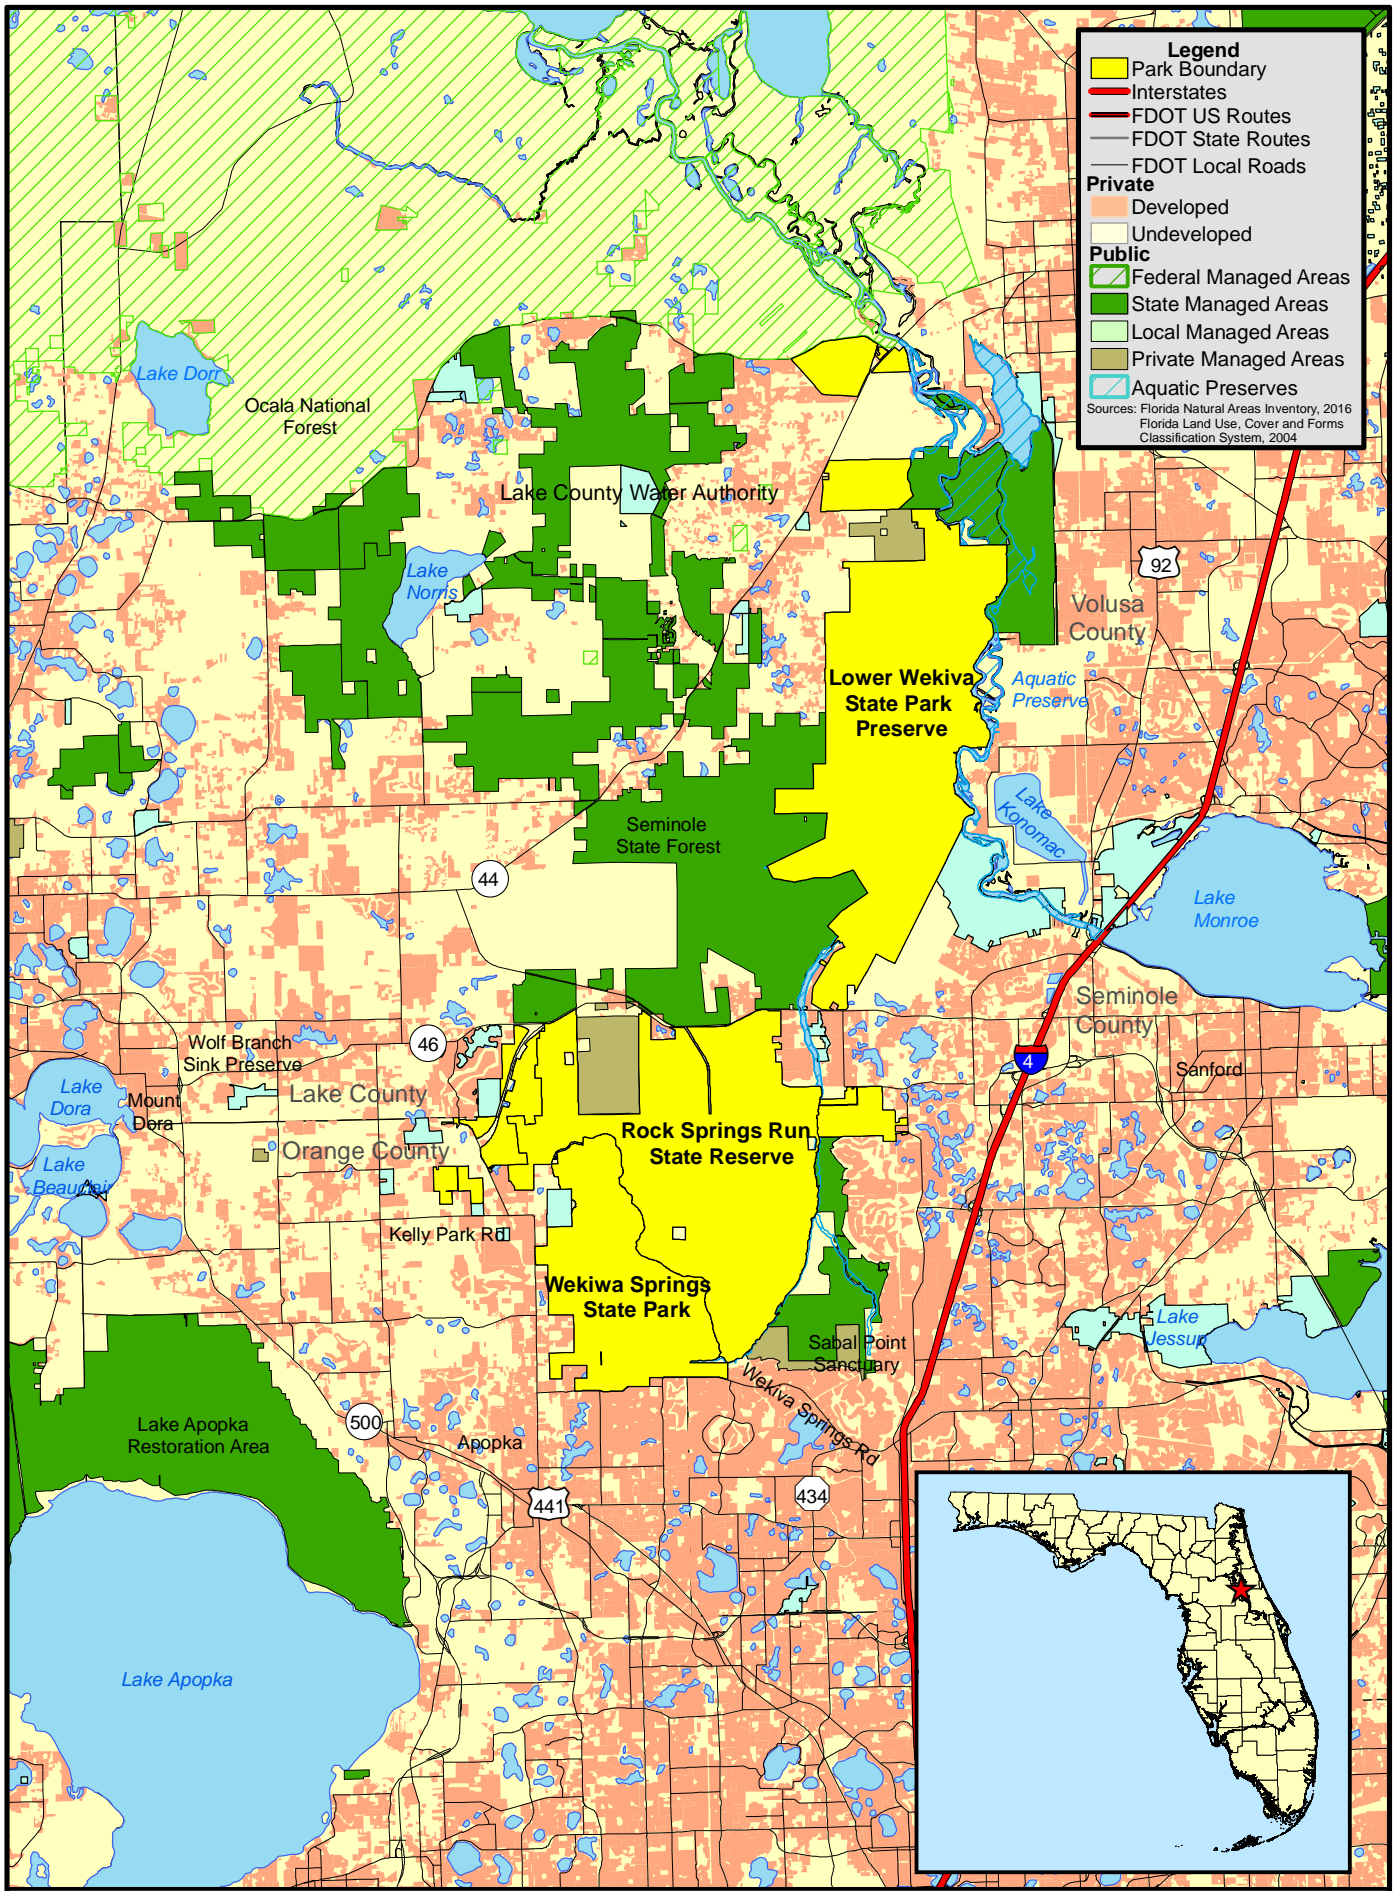 Legend
Park Boundary
Interstates
FDOT US Routes
FDOT State Routes
FDOT Local Roads
Private
Developed
Undeveloped
Public
Federal Managed Areas
State Managed Areas
Local Managed Areas
Private Managed Areas
Aquatic Preserves
Sources: Florida Natural Areas Inventory, 2016
Florida Land Use, Cover and Forms
Classification System, 2004
Lake Dorr
Ocala National
Forest
Lake County Water Authority
Lake
Norris
92
Volusa
County
Lower Wekiva
State Park
Preserve
Aquatic
Preserve
Lake
Konomac
Seminole
State Forest
44
Lake
Monroe
Seminole
County
46
Wolf Branch
Sink Preserve
4
Sanford
Lake
Dora
Mount
Dora
Lake County
Orange County
Rock Springs Run
State Reserve
Lake
Beauclair
Kelly Park Rd
Wekiwa Springs
State Park
Lake
Jessup
Sabal Point
Sanctuary
Wekiva Springs Rd
Lake Apopka
Restoration Area
500
Apopka
441
434
Lake Apopka